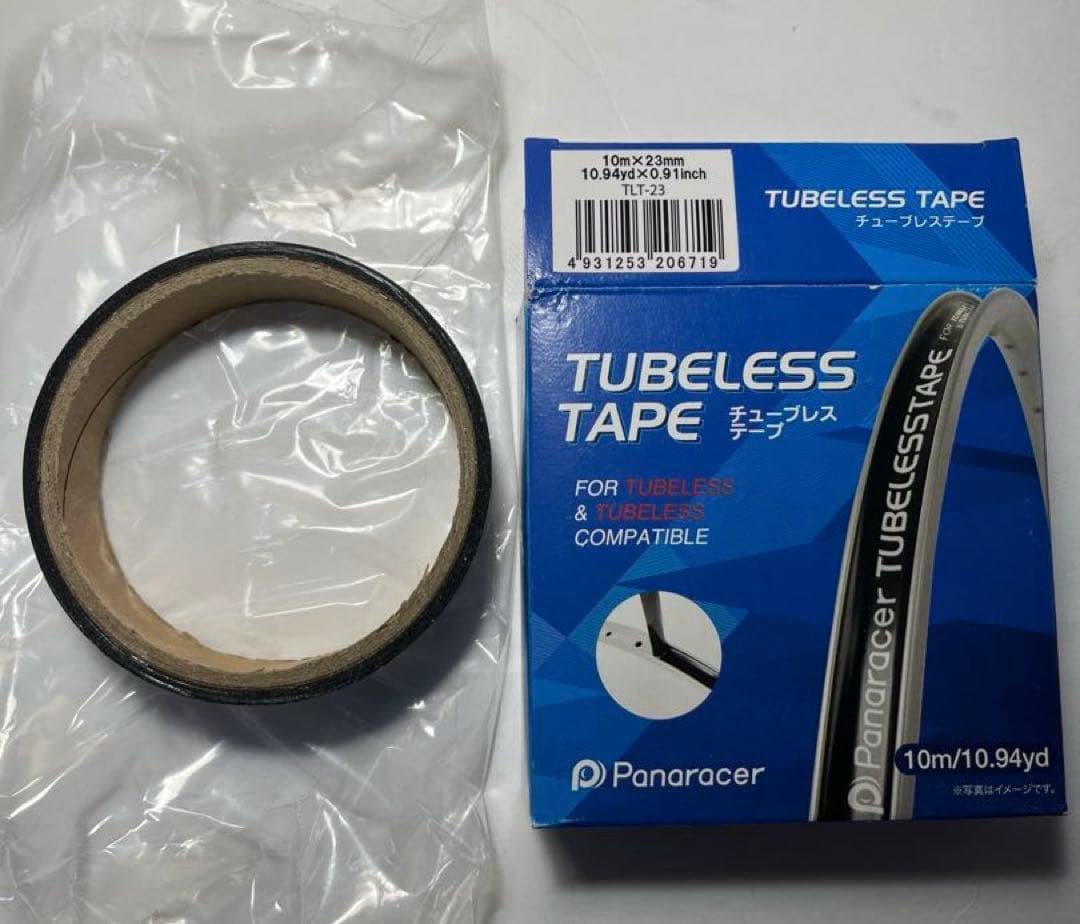 10m×23mm
10.94yd×0.91inch
TLT-23
4 931253 206719
TUBELESS TAPE
チューブレステープ
TUBELESS
TAPE チューブレス
テープ
FOR TUBELESS
& TUBELESS
COMPATIBLE
Panaracer TUBELESSTAPE FOR
Panaracer
10m/10.94yd
※写真はイメージです。